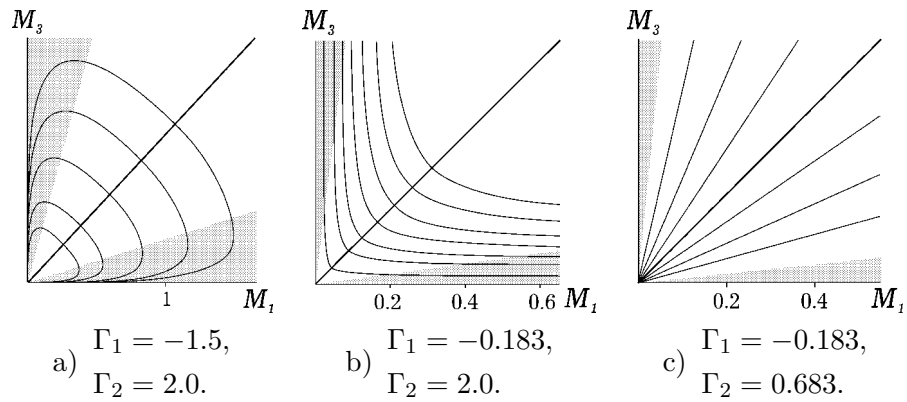 M₃
1
M₁
a) Γ₁ = −1.5,
Γ₂ = 2.0.
M₃
0.2 0.4 0.6 M₁
b) Γ₁ = −0.183,
Γ₂ = 2.0.
M₃
0.2 0.4 M₁
c) Γ₁ = −0.183,
Γ₂ = 0.683.